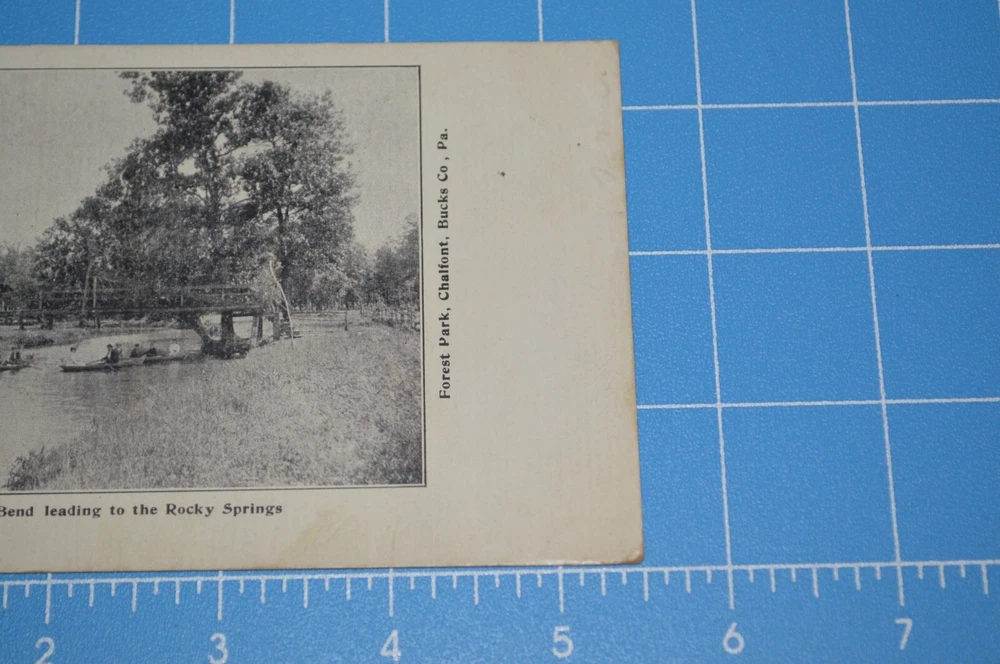 Forest Park, Chalfont, Bucks Co, Pa.
Bend leading to the Rocky Springs
2 3 4 5 6 7